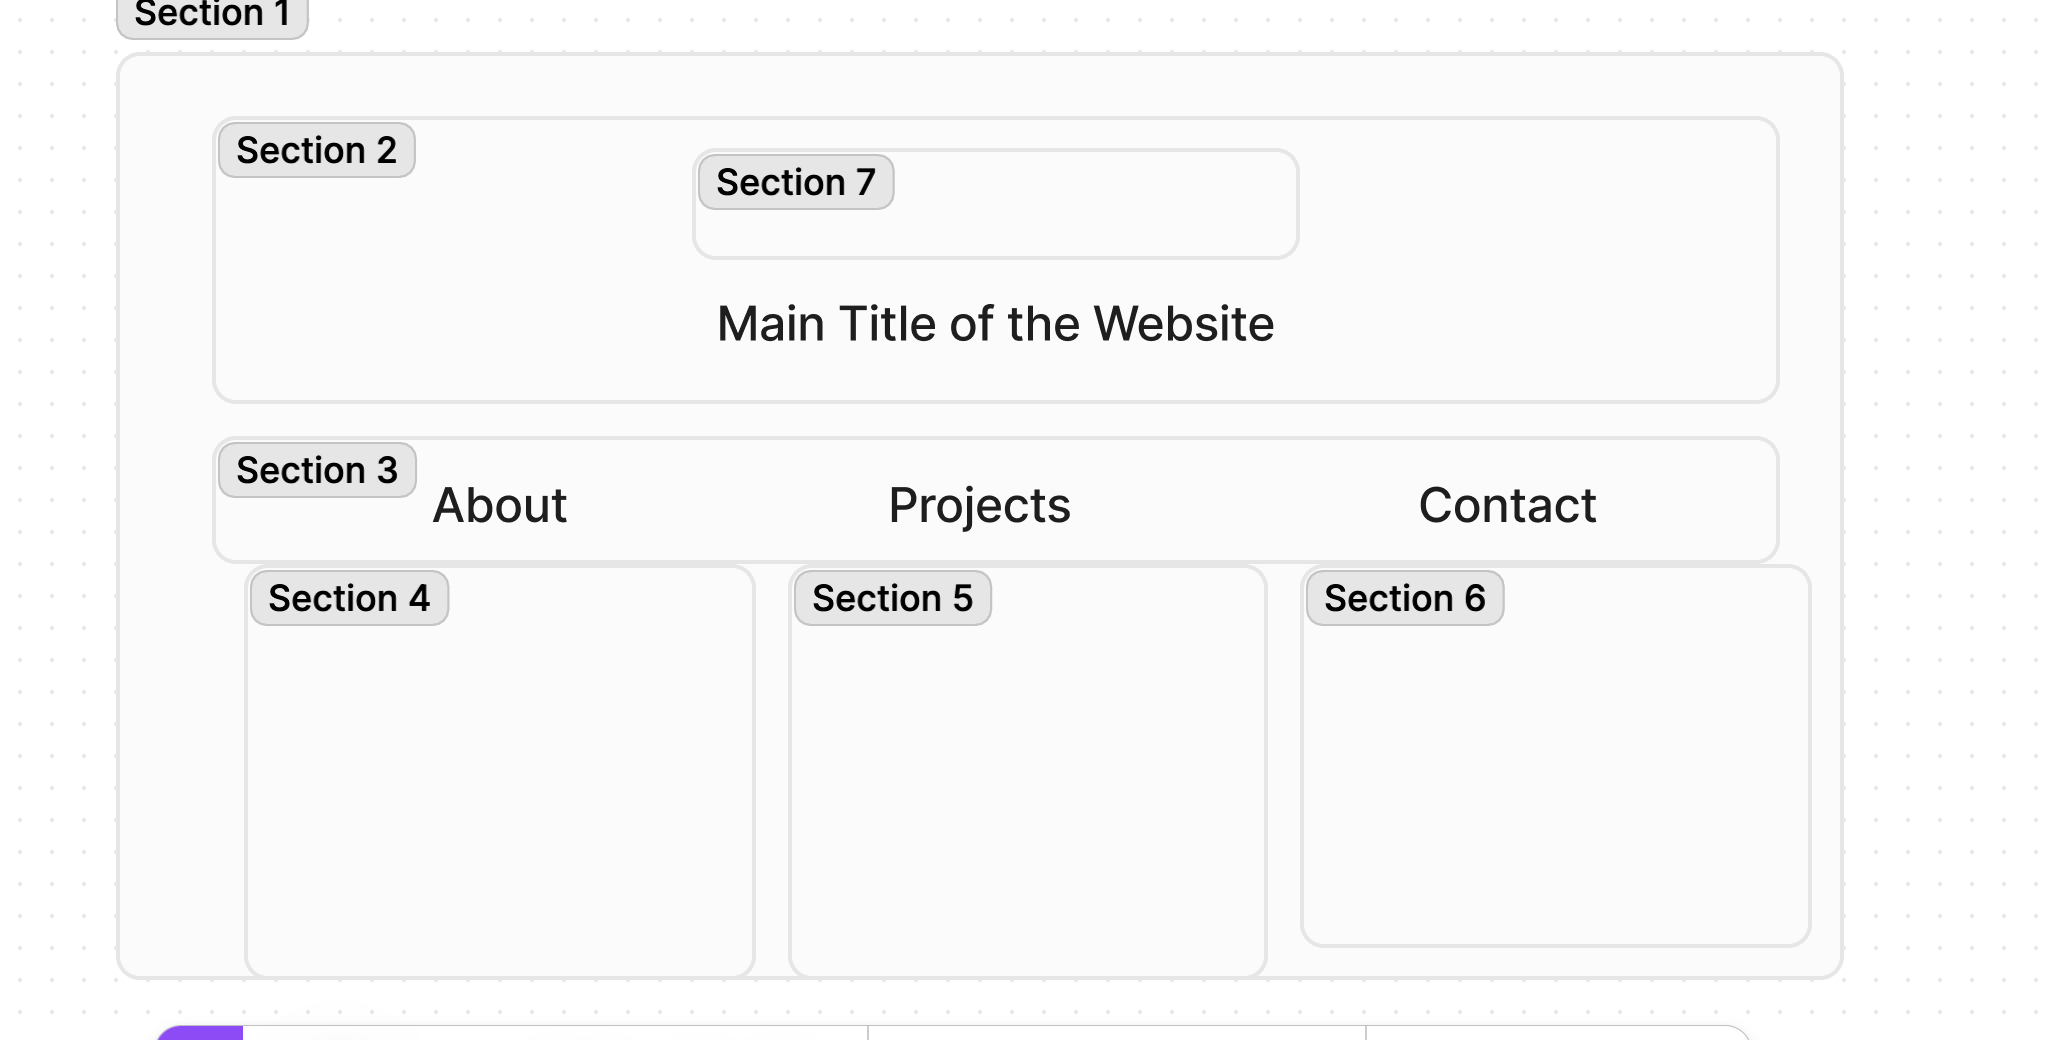 Section 1
Section 2
Section 7
Main Title of the Website
Section 3
About
Projects
Contact
Section 4
Section 5
Section 6